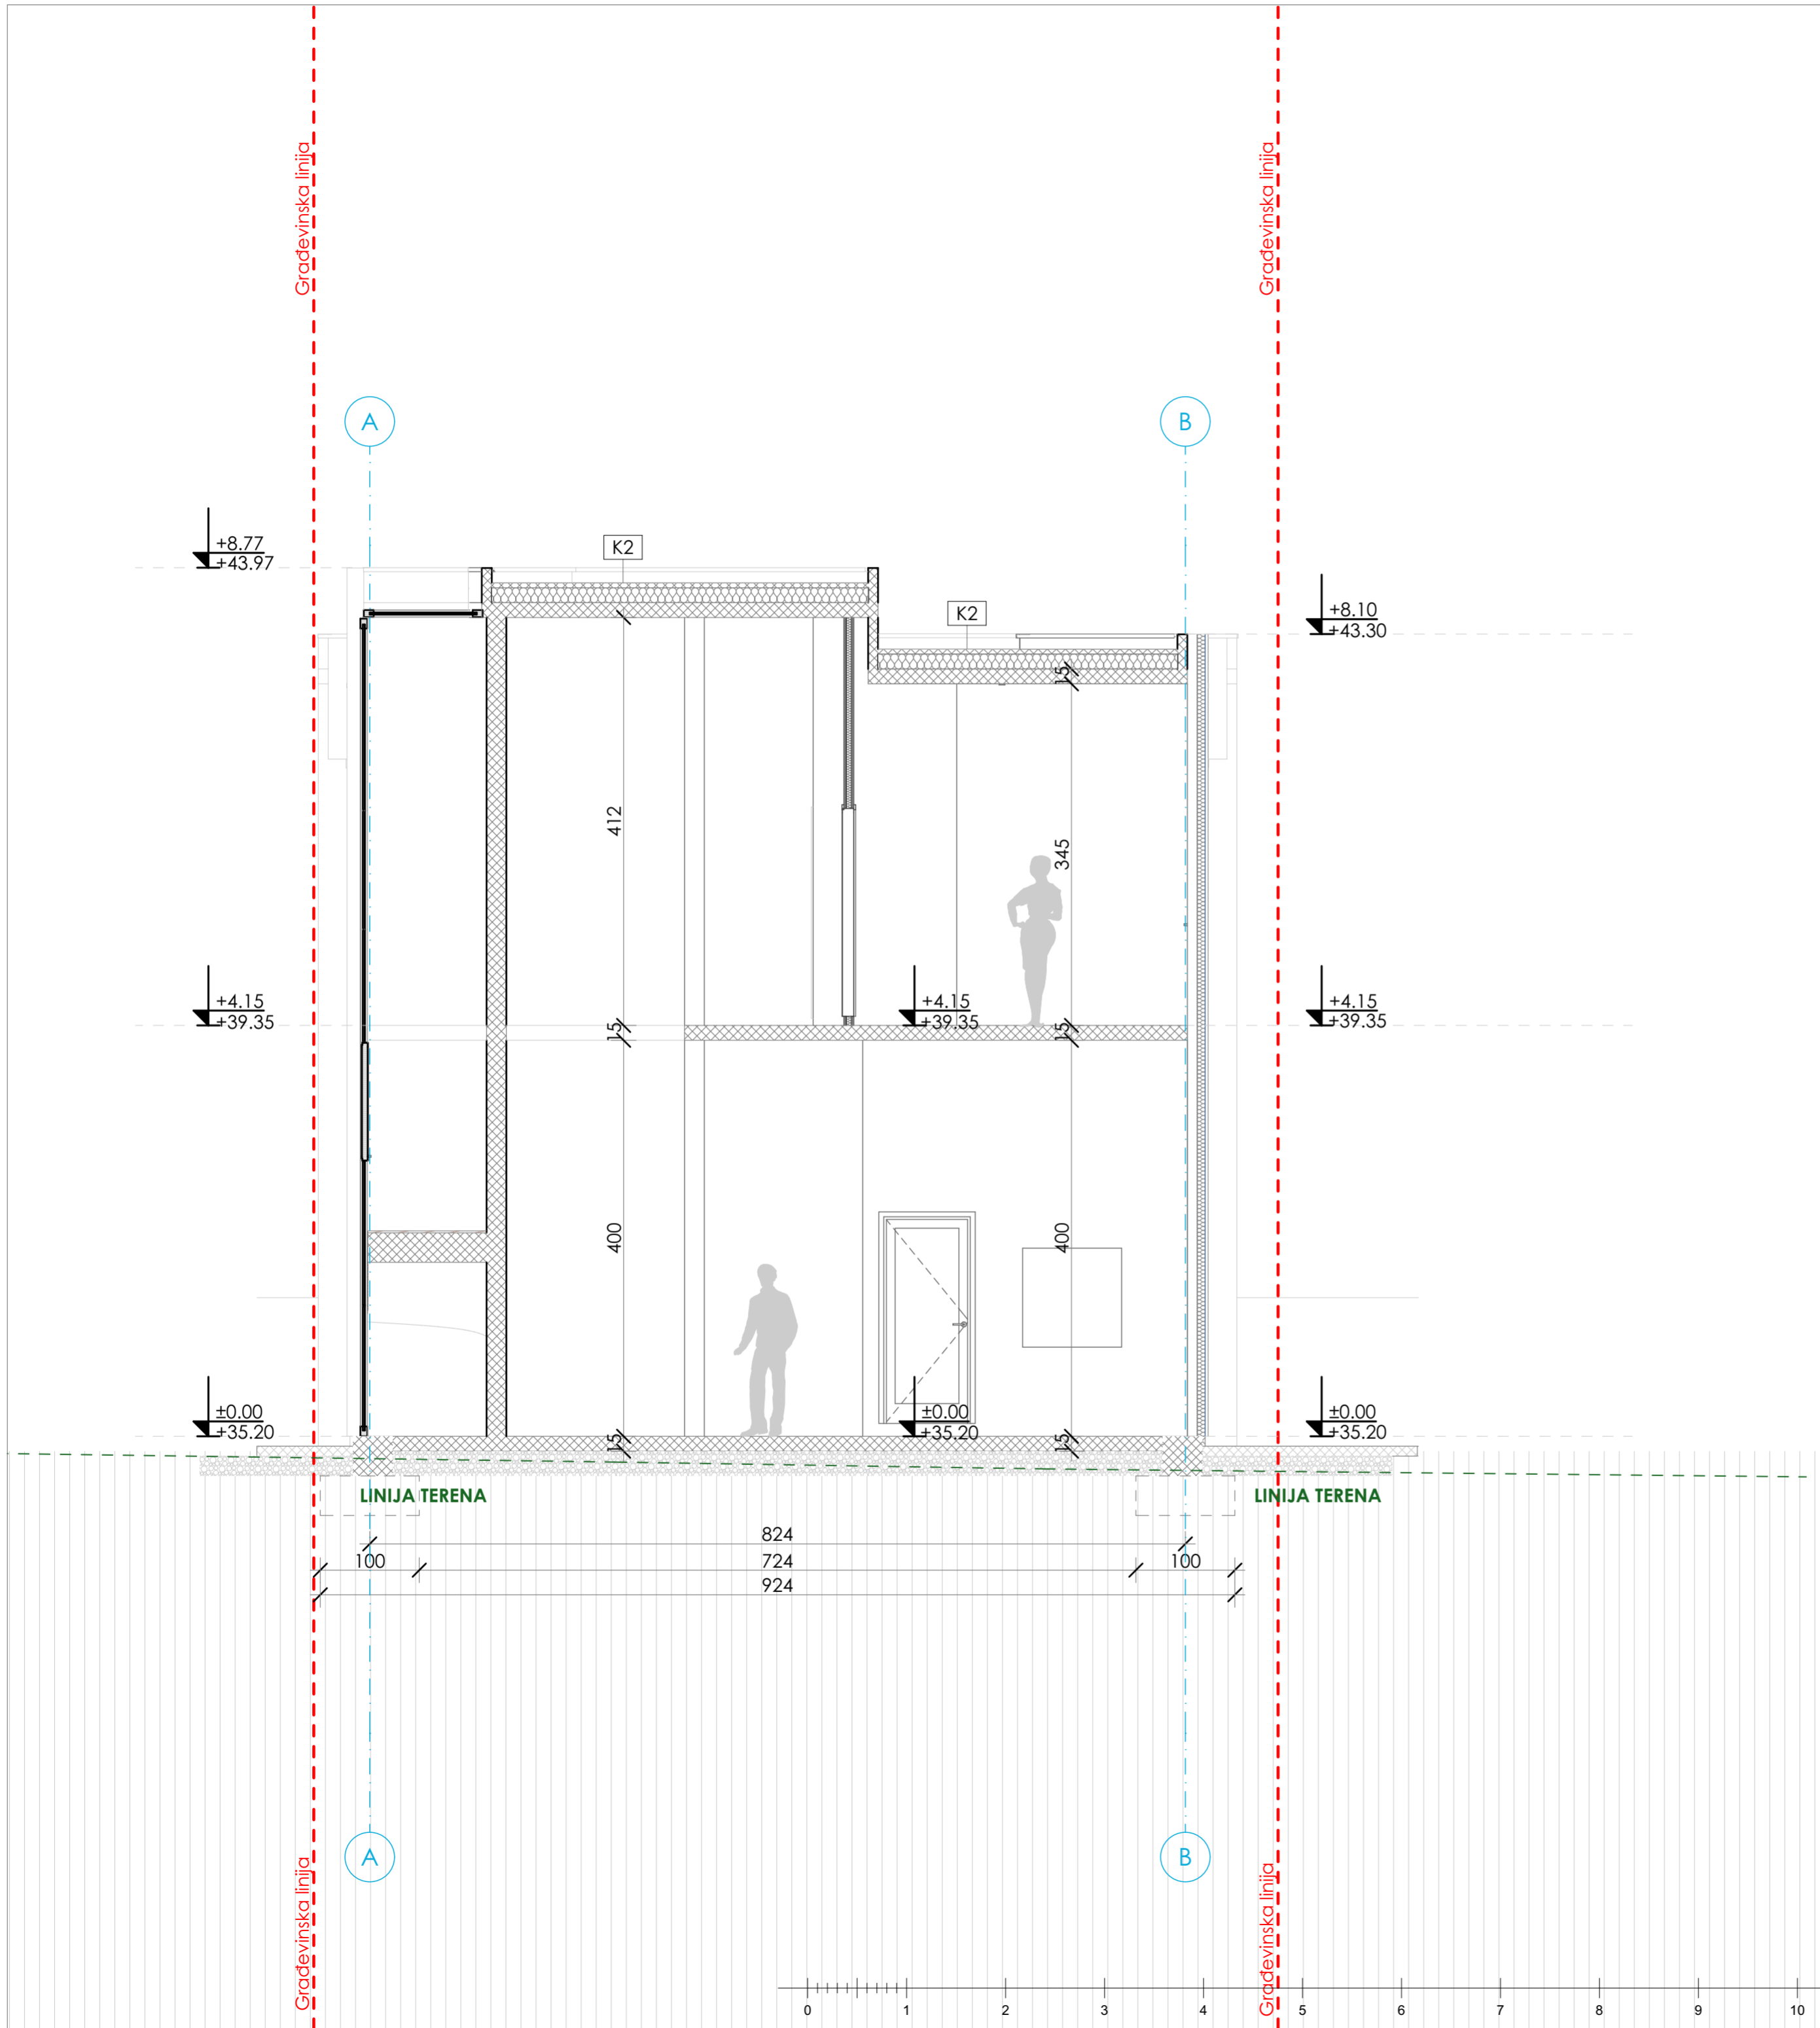 Građevinska linija
Građevinska linija
A
B
K2
+8.77
+43.97
K2
+8.10
+43.30
15
412
345
+4.15
+39.35
+4.15
+39.35
+4.15
+39.35
15
15
400
400
±0.00
+35.20
±0.00
+35.20
±0.00
+35.20
15
15
LINIJA TERENA
LINIJA TERENA
824
100
724
100
924
A
B
Građevinska linija
Građevinska linija
0 1 2 3 4 5 6 7 8 9 10